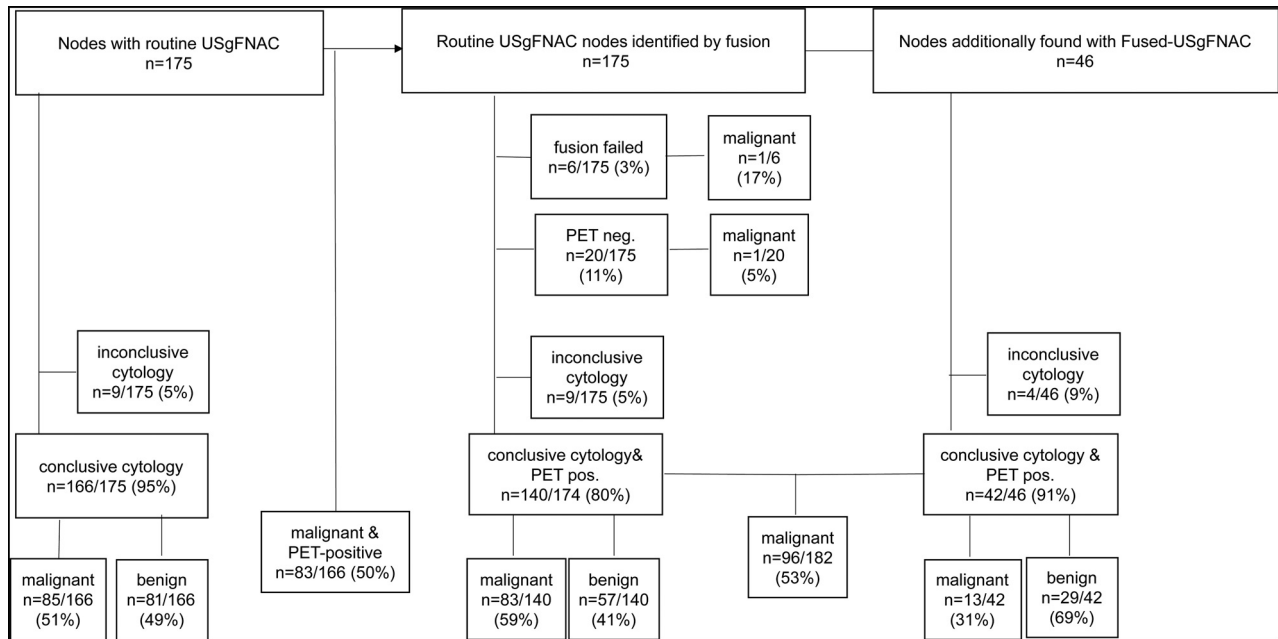 Nodes with routine USgFNAC
n=175
Routine USgFNAC nodes identified by fusion
n=175
Nodes additionally found with Fused-USgFNAC
n=46
fusion failed
n=6/175 (3%)
malignant
n=1/6
(17%)
PET neg.
n=20/175
(11%)
malignant
n=1/20
(5%)
inconclusive
cytology
n=9/175 (5%)
inconclusive
cytology
n=9/175 (5%)
inconclusive
cytology
n=4/46 (9%)
conclusive cytology
n=166/175 (95%)
conclusive cytology&
PET pos.
n=140/174 (80%)
conclusive cytology &
PET pos.
n=42/46 (91%)
malignant &
PET-positive
n=83/166 (50%)
malignant
n=96/182
(53%)
malignant
n=85/166
(51%)
benign
n=81/166
(49%)
malignant
n=83/140
(59%)
benign
n=57/140
(41%)
malignant
n=13/42
(31%)
benign
n=29/42
(69%)